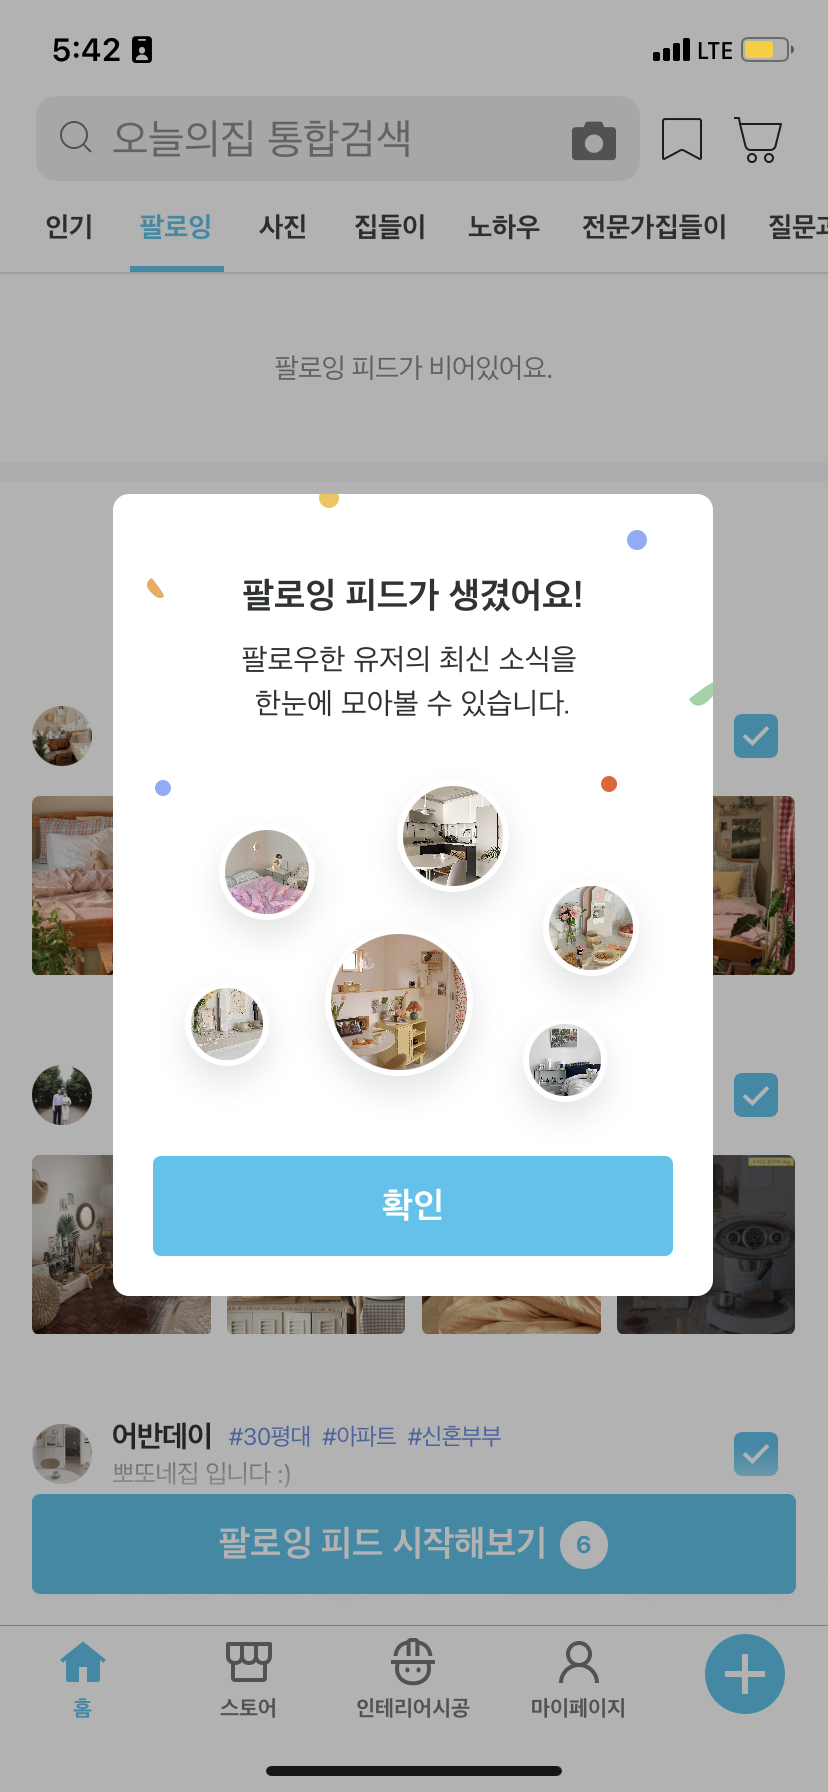 5:42
LTE
오늘의집 통합검색
인기 팔로잉 사진 집들이 노하우 전문가집들이 질문과
팔로잉 피드가 비어있어요.
팔로잉 피드가 생겼어요!
팔로우한 유저의 최신 소식을
한눈에 모아볼 수 있습니다.
확인
어반데이 #30평대 #아파트 #신혼부부
뽀또네집 입니다 :)
팔로잉 피드 시작해보기 6
홈 스토어 인테리어시공 마이페이지